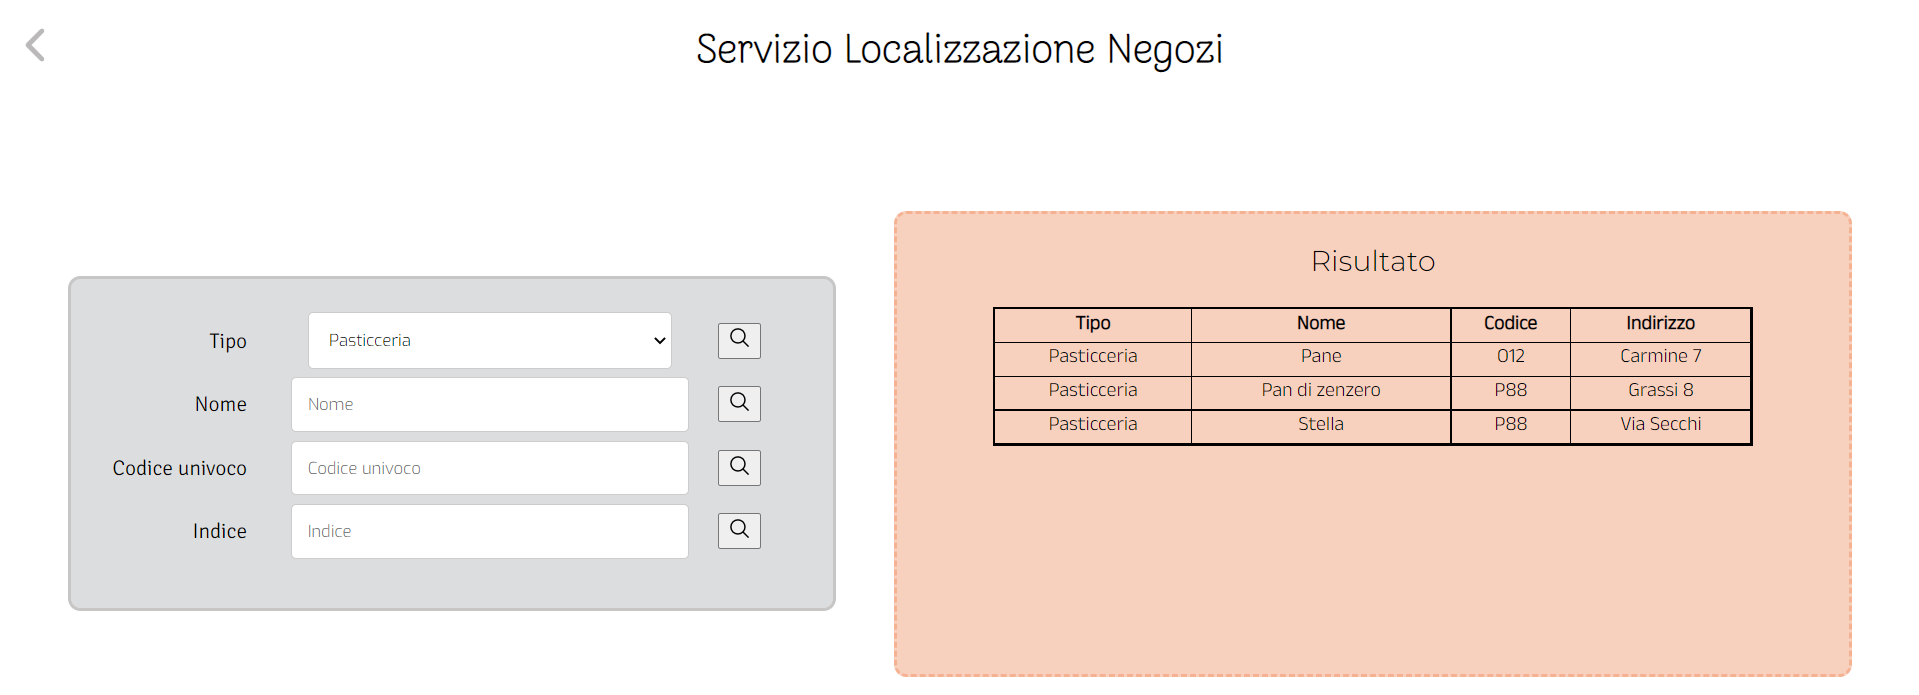 Servizio Localizzazione Negozi
Tipo Pasticceria
Nome Nome
Codice univoco Codice univoco
Indice Indice
Risultato
Tipo Nome Codice Indirizzo
Pasticceria Pane O12 Carmine 7
Pasticceria Pan di zenzero P88 Grassi 8
Pasticceria Stella P88 Via Secchi